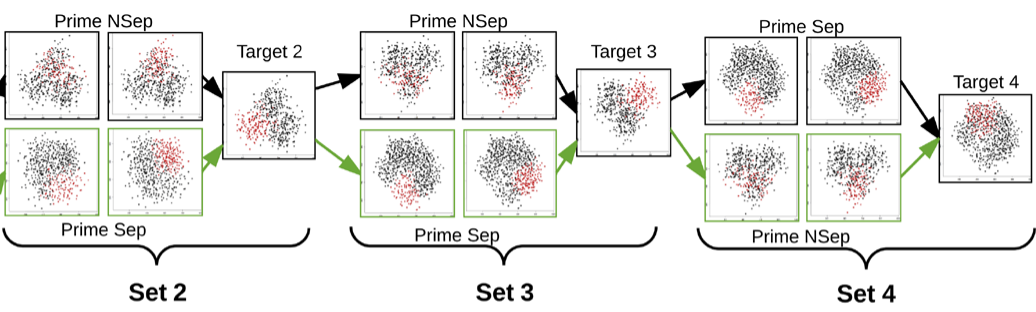 Prime NSep
Target 2
Prime Sep
Set 2
Prime NSep
Target 3
Prime Sep
Set 3
Prime Sep
Target 4
Prime NSep
Set 4